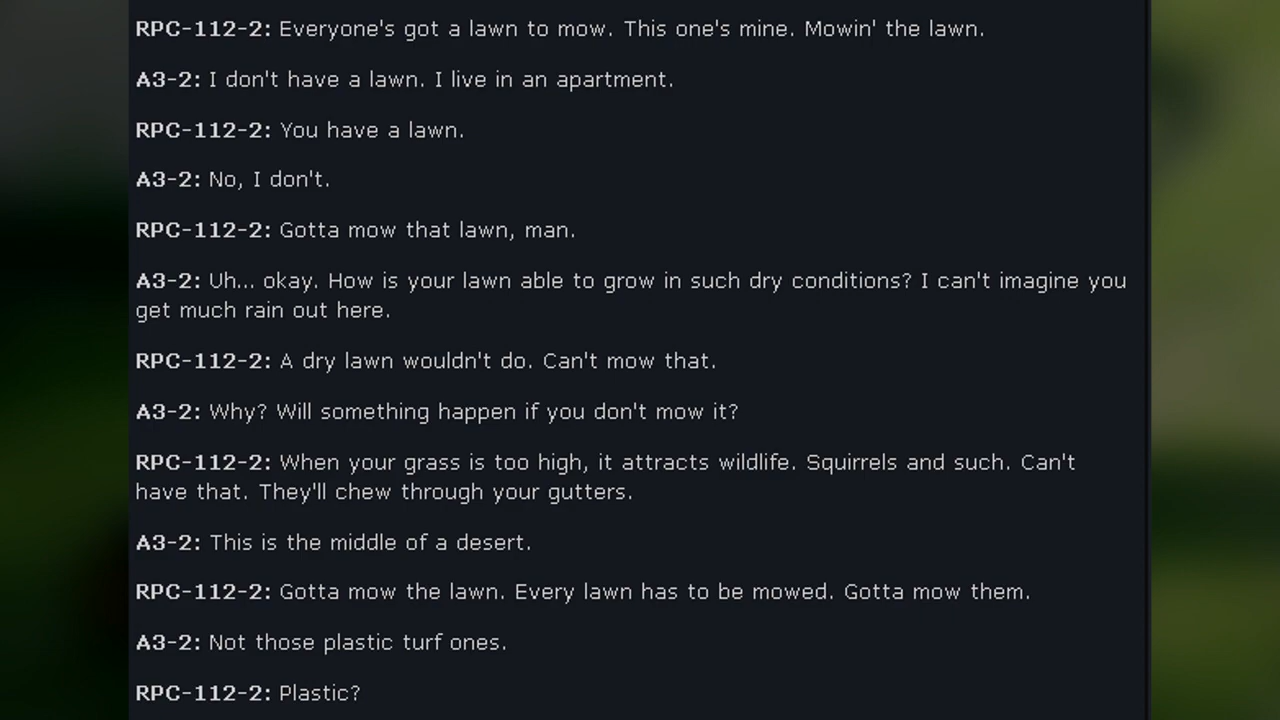 RPC-112-2: Everyone's got a lawn to mow. This one's mine. Mowin' the lawn.
A3-2: I don't have a lawn. I live in an apartment.
RPC-112-2: You have a lawn.
A3-2: No, I don't.
RPC-112-2: Gotta mow that lawn, man.
A3-2: Uh... okay. How is your lawn able to grow in such dry conditions? I can't imagine you
get much rain out here.
RPC-112-2: A dry lawn wouldn't do. Can't mow that.
A3-2: Why? Will something happen if you don't mow it?
RPC-112-2: When your grass is too high, it attracts wildlife. Squirrels and such. Can't
have that. They'll chew through your gutters.
A3-2: This is the middle of a desert.
RPC-112-2: Gotta mow the lawn. Every lawn has to be mowed. Gotta mow them.
A3-2: Not those plastic turf ones.
RPC-112-2: Plastic?